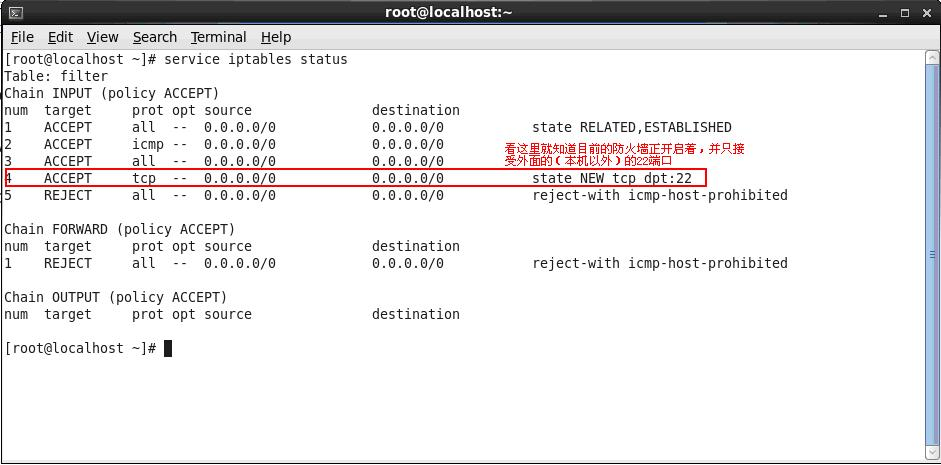 root@localhost:~
File Edit View Search Terminal Help
[root@localhost ~]# service iptables status
Table: filter
Chain INPUT (policy ACCEPT)
num  target     prot opt source               destination
1    ACCEPT     all  --  0.0.0.0/0            0.0.0.0/0           state RELATED,ESTABLISHED
2    ACCEPT     icmp --  0.0.0.0/0            0.0.0.0/0
看这里就知道目前的防火墙正开启着，并只接
3    ACCEPT     all  --  0.0.0.0/0            0.0.0.0/0
受外面的（本机以外）的22端口
4    ACCEPT     tcp  --  0.0.0.0/0            0.0.0.0/0           state NEW tcp dpt:22
5    REJECT     all  --  0.0.0.0/0            0.0.0.0/0           reject-with icmp-host-prohibited
Chain FORWARD (policy ACCEPT)
num  target     prot opt source               destination
1    REJECT     all  --  0.0.0.0/0            0.0.0.0/0           reject-with icmp-host-prohibited
Chain OUTPUT (policy ACCEPT)
num  target     prot opt source               destination
[root@localhost ~]#